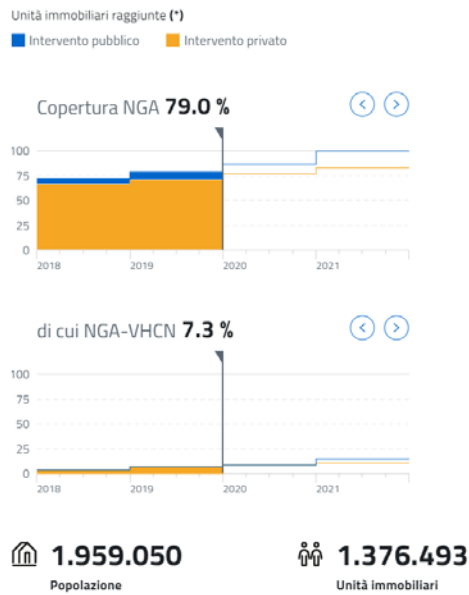 Unità immobiliari raggiunte (*)
Intervento pubblico Intervento privato
Copertura NGA 79.0 %
100
75
50
25
0
2018 2019 2020 2021
di cui NGA-VHCN 7.3 %
100
75
50
25
0
2018 2019 2020 2021
1.959.050 1.376.493
Popolazione Unità immobiliari